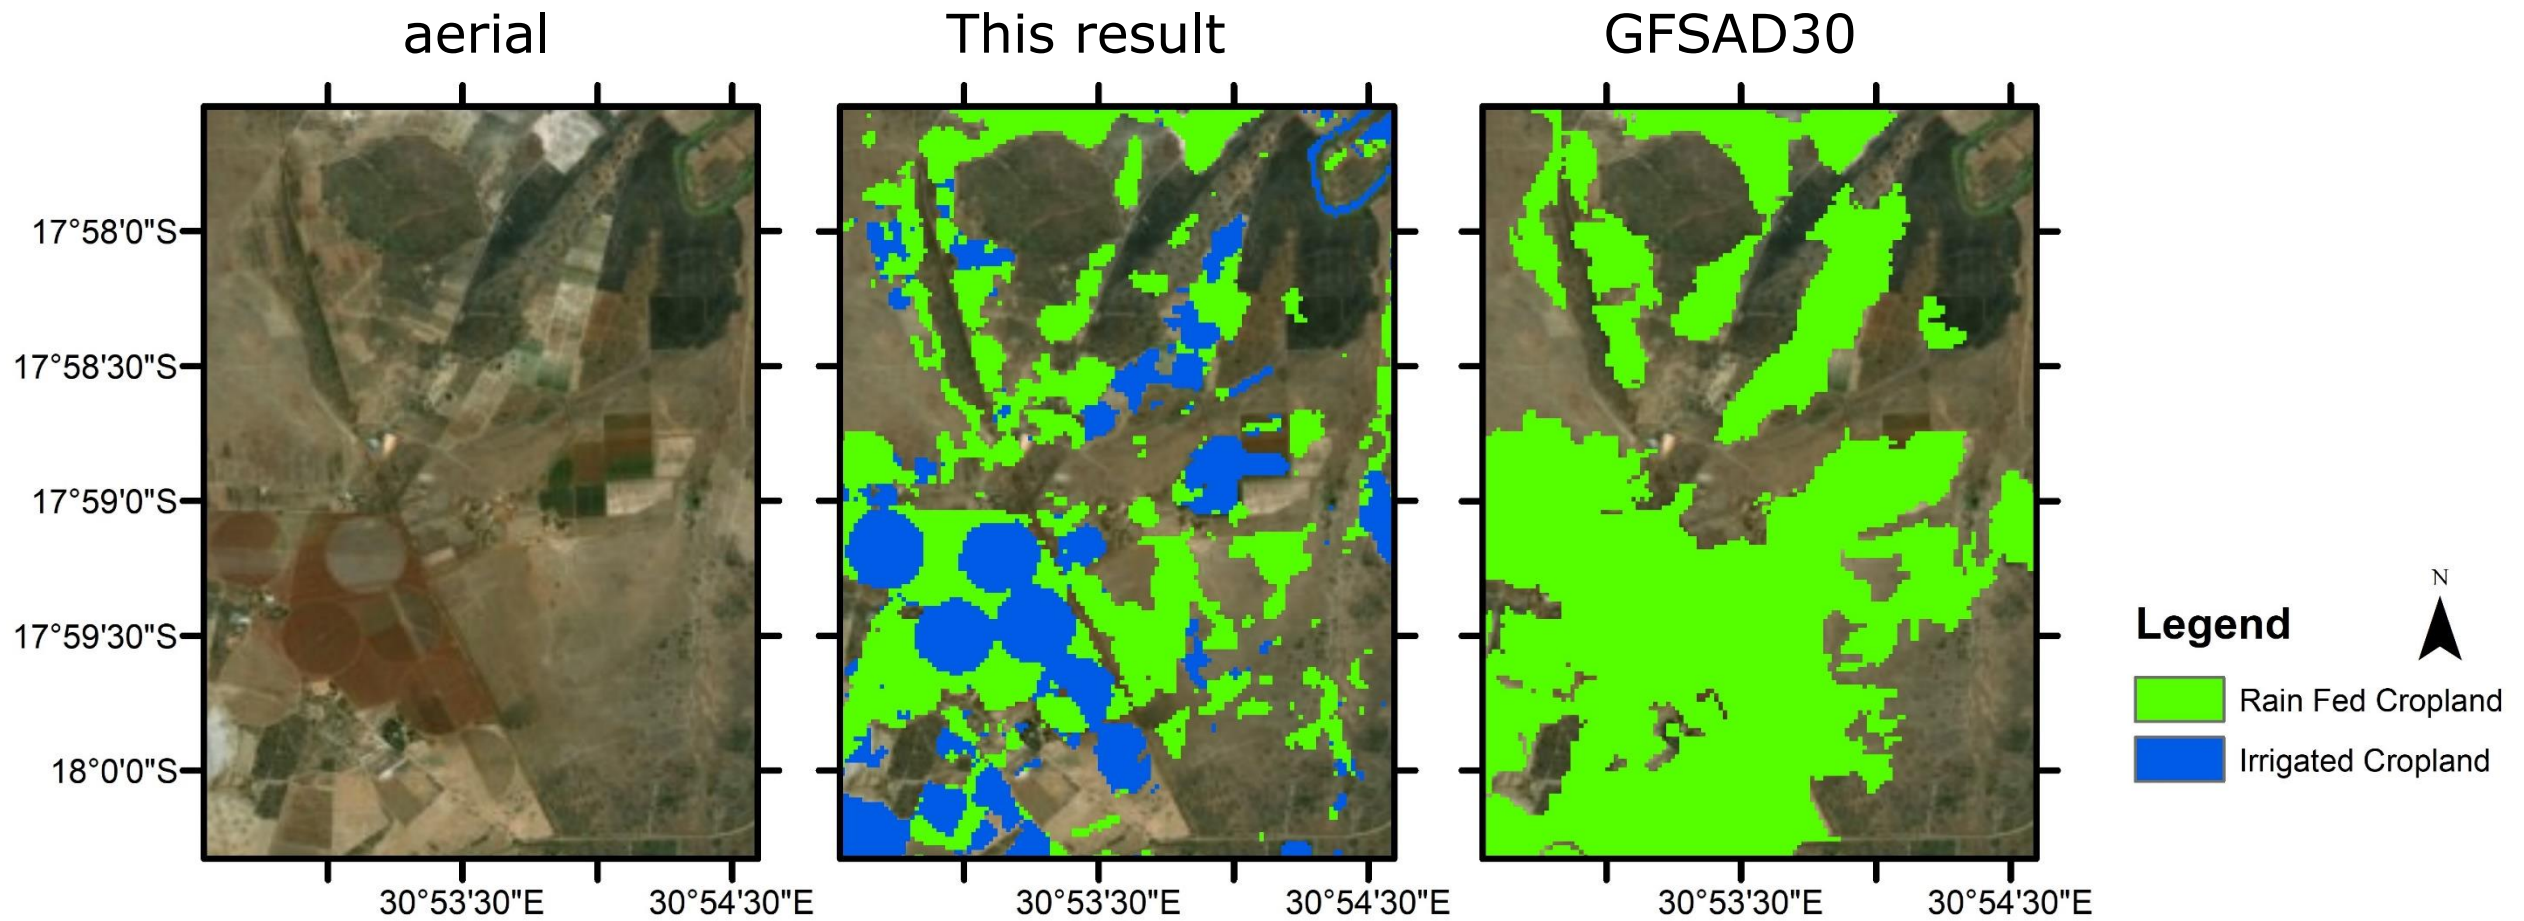 aerial
This result
GFSAD30
17°58'0"S
17°58'30"S
17°59'0"S
17°59'30"S
18°0'0"S
30°53'30"E
30°54'30"E
30°53'30"E
30°54'30"E
30°53'30"E
30°54'30"E
N
Legend
Rain Fed Cropland
Irrigated Cropland